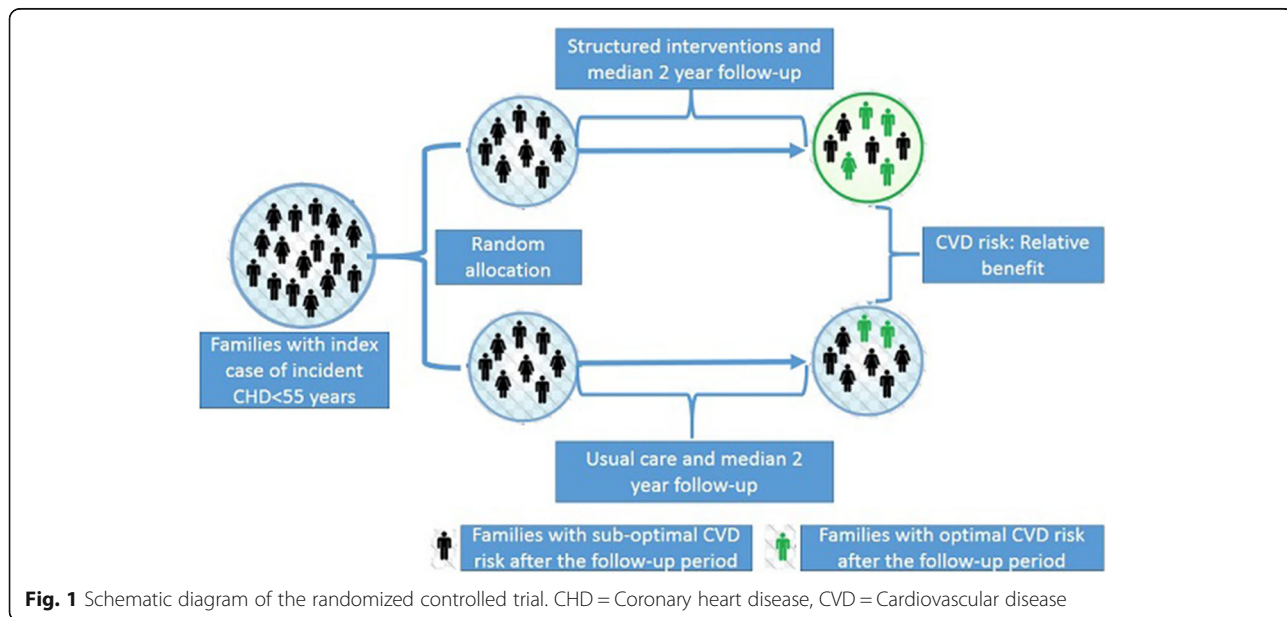 Structured interventions and
median 2 year follow-up
Random
allocation
CVD risk: Relative
benefit
Families with index
case of incident
CHD<55 years
Usual care and median 2
year follow-up
Families with sub-optimal CVD
risk after the follow-up period
Families with optimal CVD risk
after the follow-up period
Fig. 1 Schematic diagram of the randomized controlled trial. CHD = Coronary heart disease, CVD = Cardiovascular disease